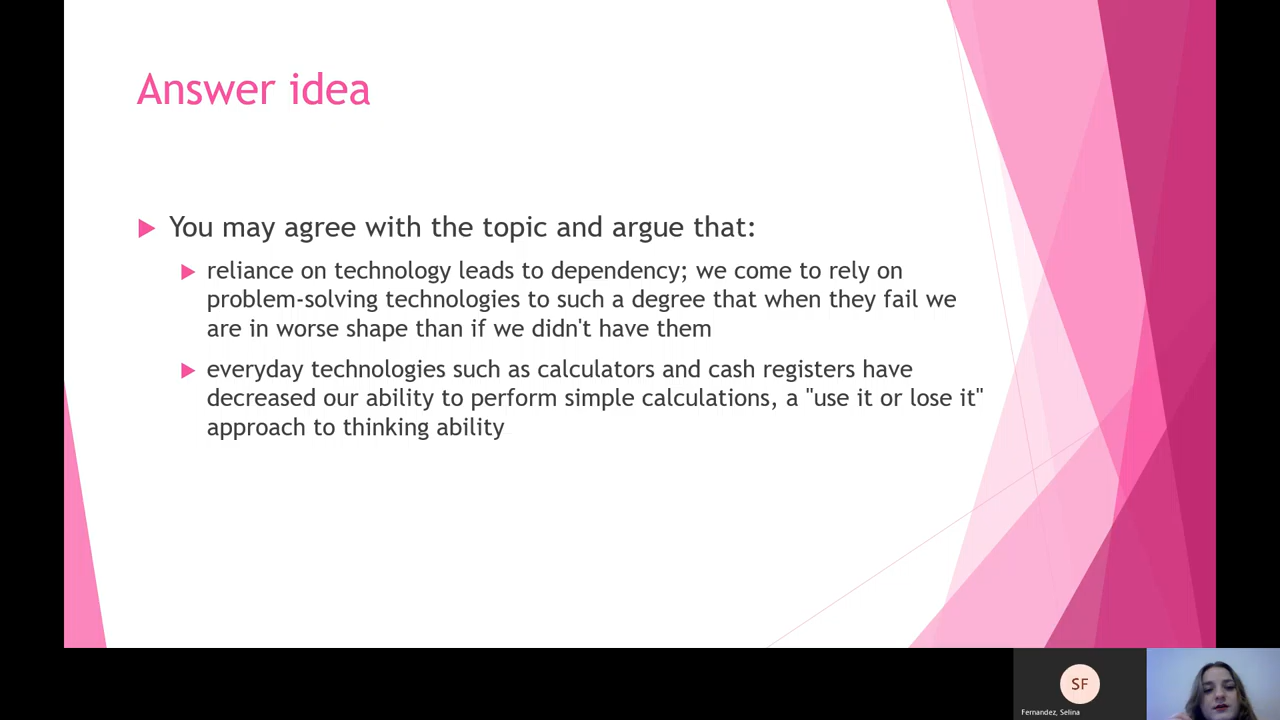 Answer idea
You may agree with the topic and argue that:
reliance on technology leads to dependency; we come to rely on
problem-solving technologies to such a degree that when they fail we
are in worse shape than if we didn't have them
everyday technologies such as calculators and cash registers have
decreased our ability to perform simple calculations, a "use it or lose it"
approach to thinking ability
SF
Fernandez, Selina